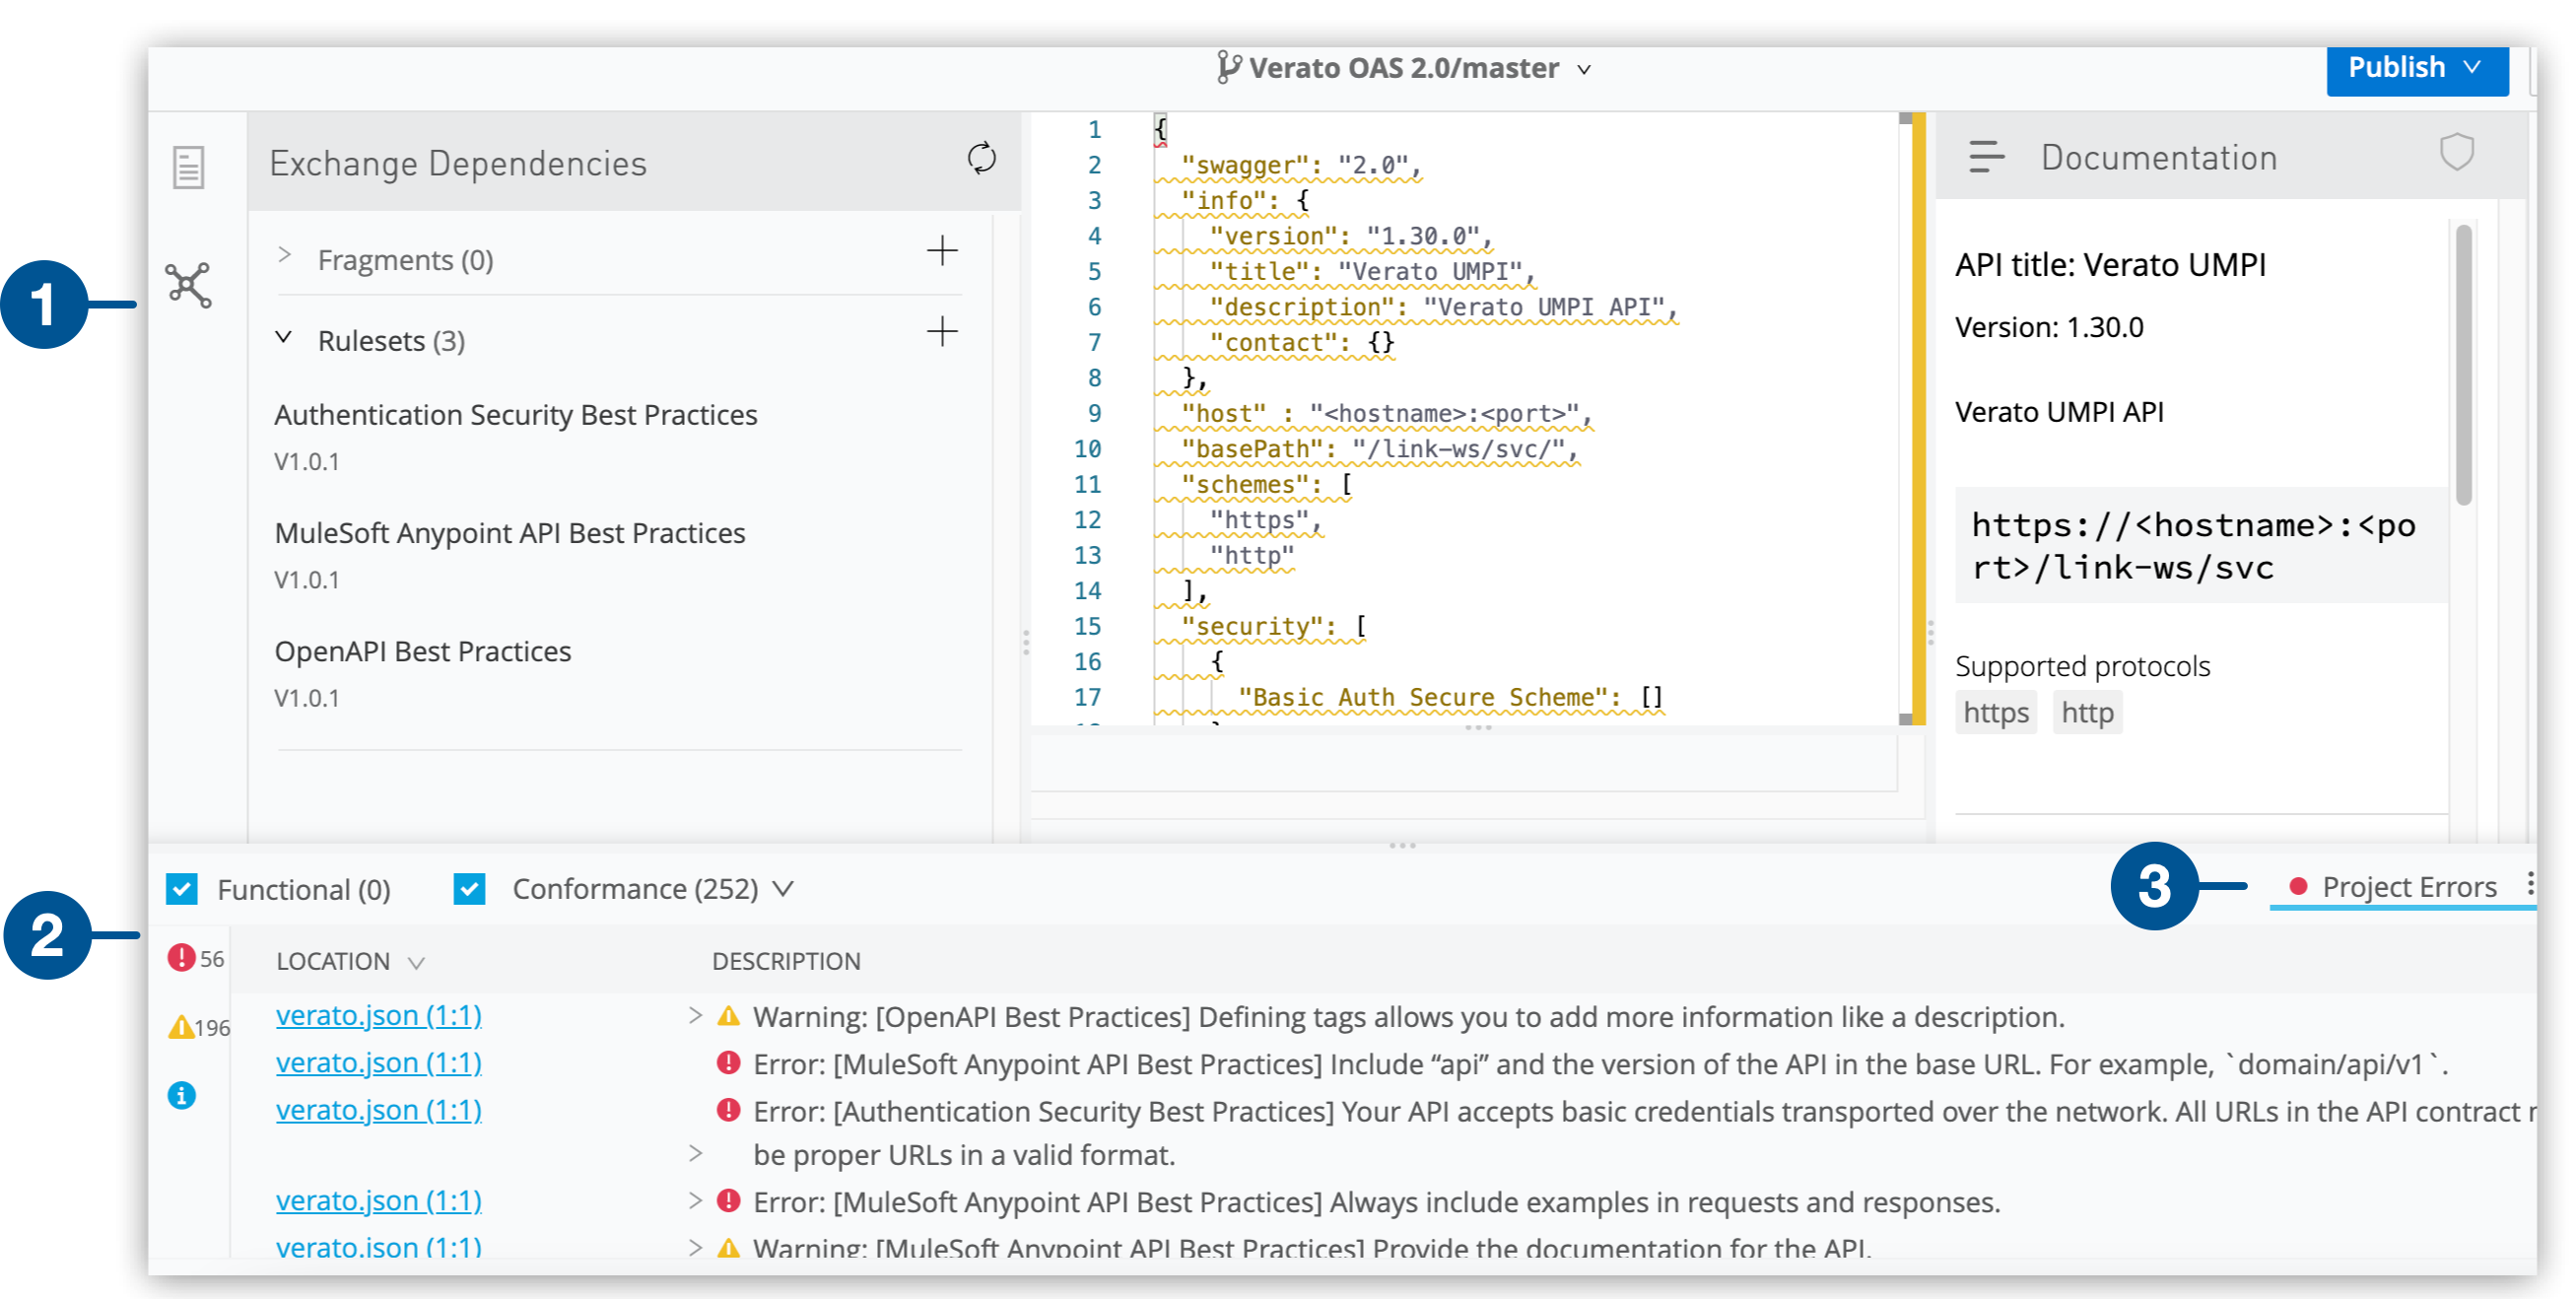 Verato OAS 2.0/master
Publish
Exchange Dependencies
Fragments (0)
Rulesets (3)
Authentication Security Best Practices
V1.0.1
MuleSoft Anypoint API Best Practices
V1.0.1
OpenAPI Best Practices
V1.0.1
1 {
2 "swagger": "2.0",
3 "info": {
4 "version": "1.30.0",
5 "title": "Verato UMPI",
6 "description": "Verato UMPI API",
7 "contact": {}
8 },
9 "host" : "<hostname>:<port>",
10 "basePath": "/link-ws/svc/",
11 "schemes": [
12 "https",
13 "http"
14 ],
15 "security": [
16 {
17 "Basic Auth Secure Scheme": []
Documentation
API title: Verato UMPI
Version: 1.30.0
Verato UMPI API
https://<hostname>:<po
rt>/link-ws/svc
Supported protocols
https http
1
Functional (0) Conformance (252)
3
Project Errors
2
56
196
LOCATION DESCRIPTION
verato.json (1:1) Warning: [OpenAPI Best Practices] Defining tags allows you to add more information like a description.
verato.json (1:1) Error: [MuleSoft Anypoint API Best Practices] Include “api” and the version of the API in the base URL. For example, `domain/api/v1`.
verato.json (1:1) Error: [Authentication Security Best Practices] Your API accepts basic credentials transported over the network. All URLs in the API contract
be proper URLs in a valid format.
verato.json (1:1) Error: [MuleSoft Anypoint API Best Practices] Always include examples in requests and responses.
verato.json (1:1) Warning: [MuleSoft Anypoint API Best Practices] Provide the documentation for the API.